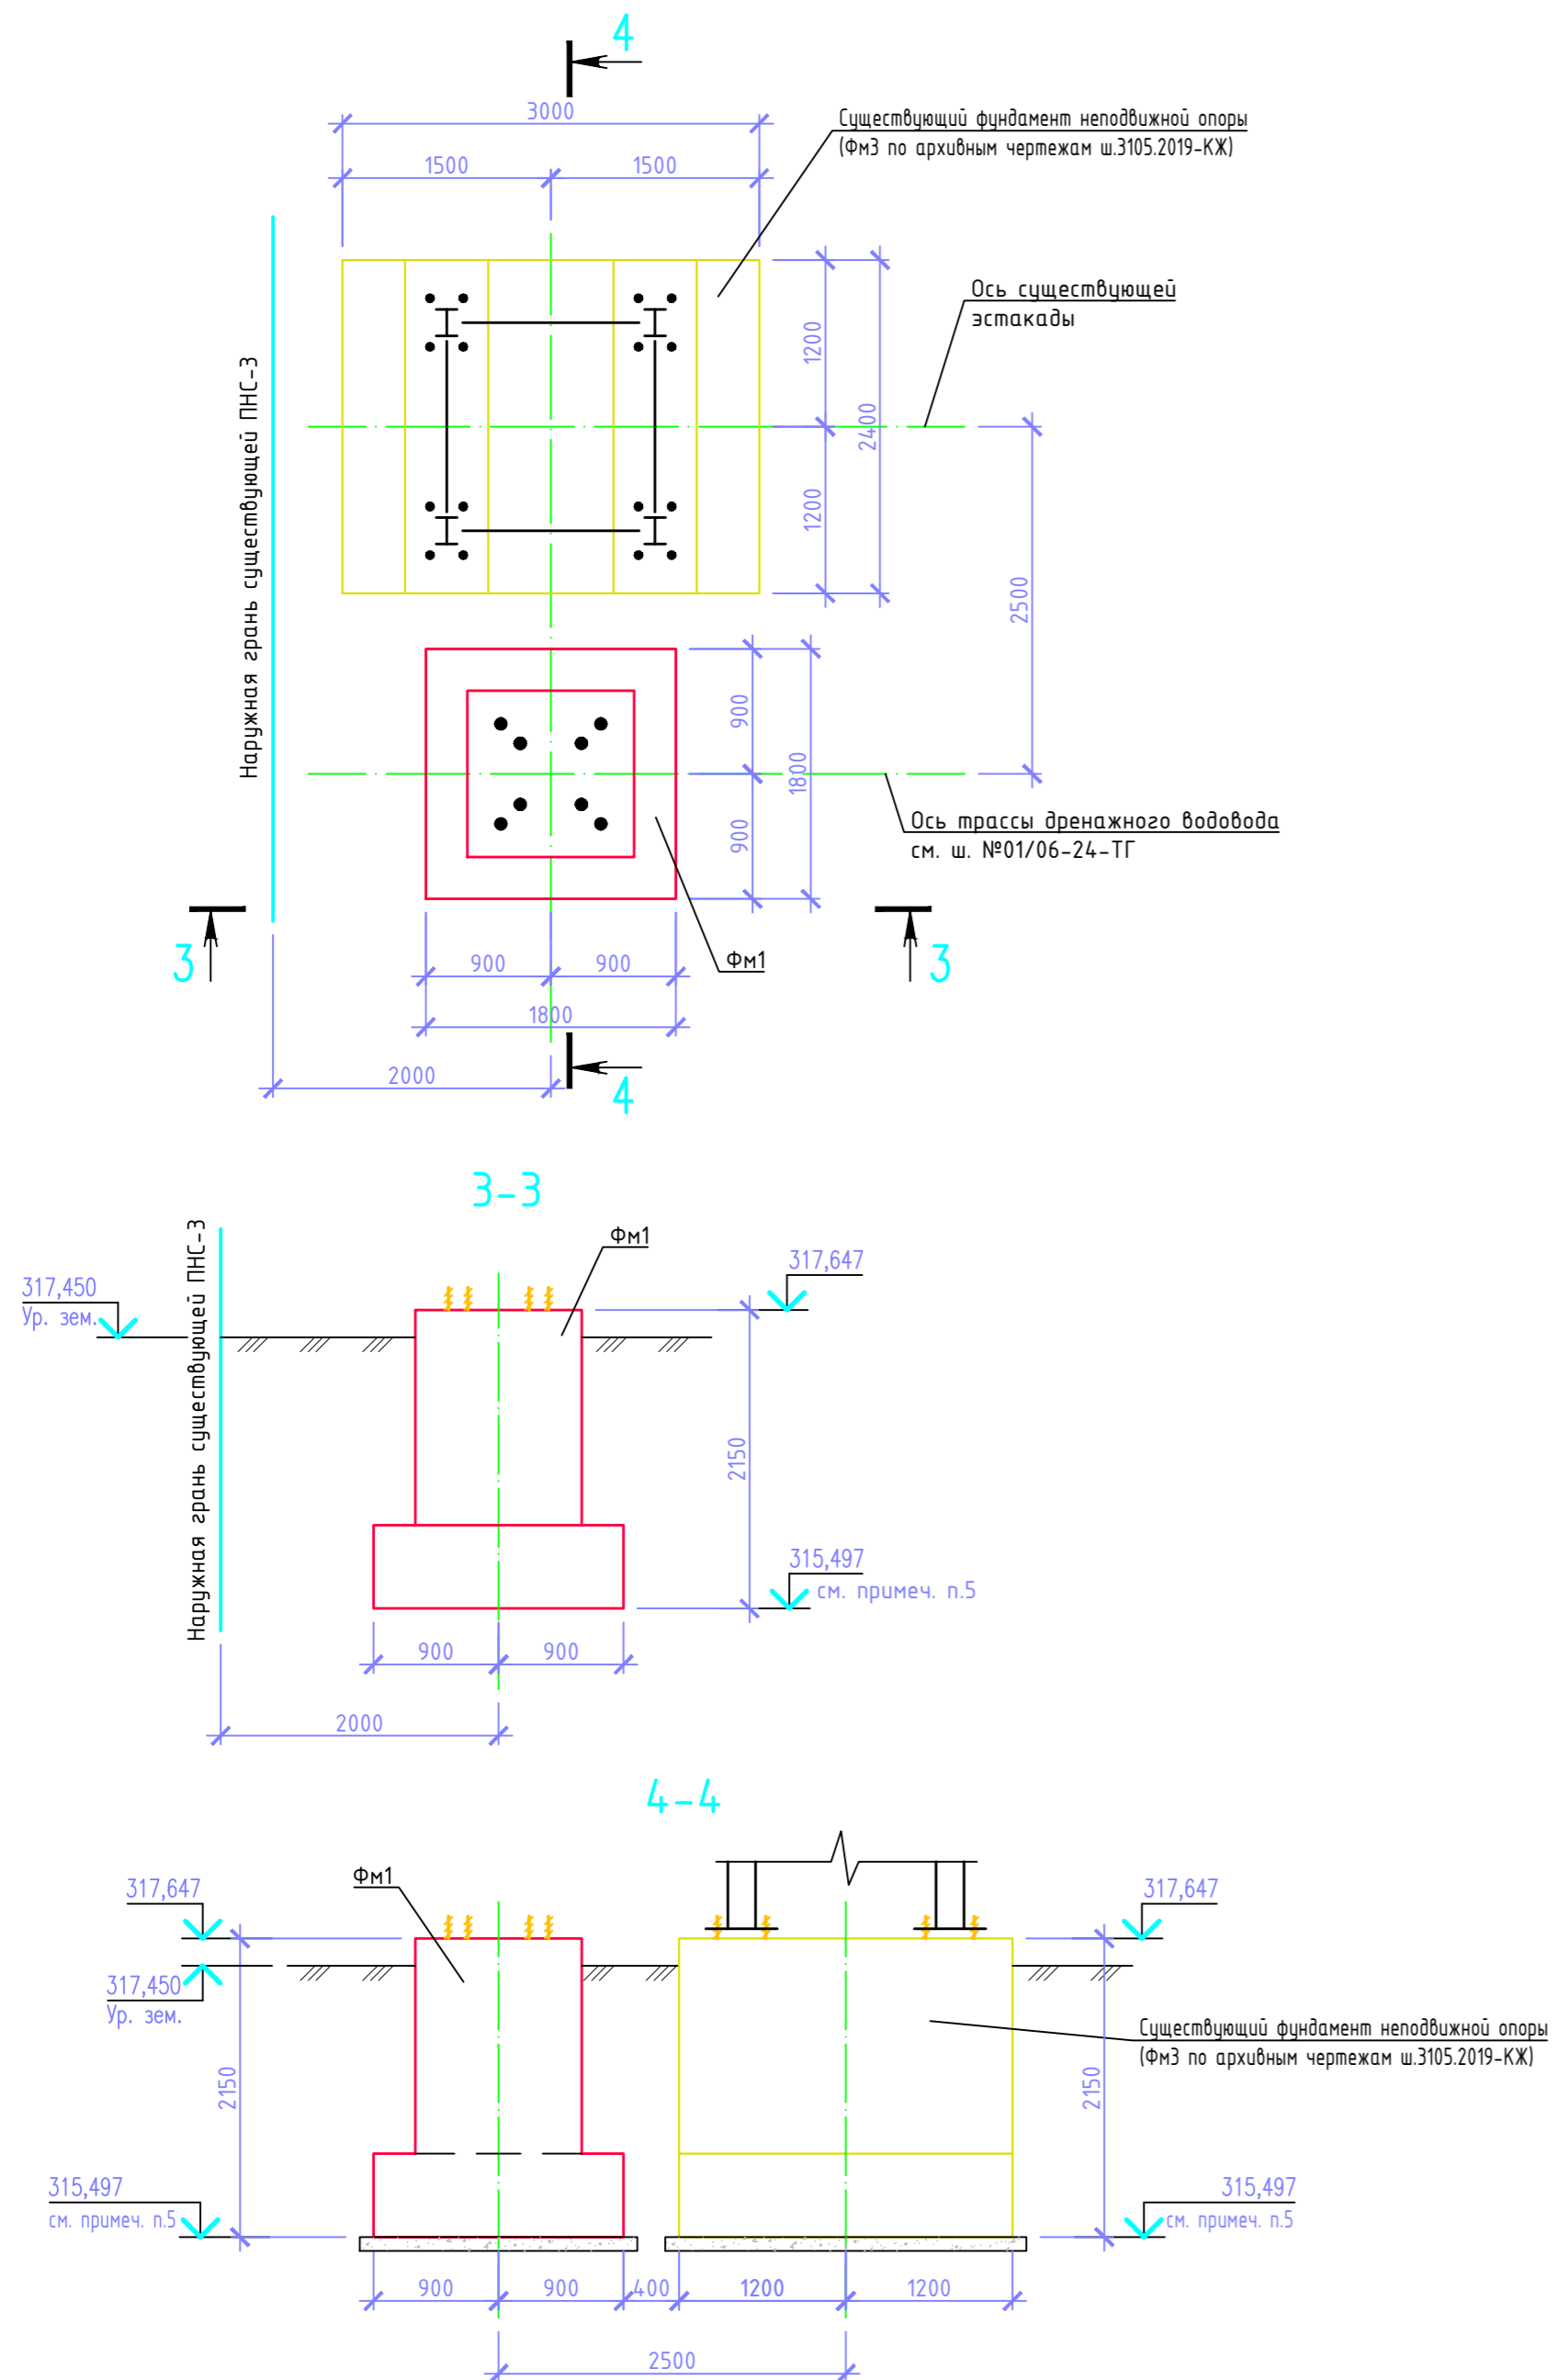 4
3000
Существующий фундамент неподвижной опоры
(Фм3 по архивным чертежам ш.3105.2019-КЖ)
1500
1500
Ось существующей
эстакады
1200
2400
Наружная грань существующей ПНС-3
1200
2500
900
1800
Ось трассы дренажного водовода
см. ш. №01/06-24-ТГ
900
3
900
900
Фм1
3
1800
2000
4
3-3
Наружная грань существующей ПНС-3
Фм1
317,647
317,450
Ур. зем.
2150
315,497
см. примеч. п.5
900
900
2000
4-4
Фм1
317,647
317,647
317,450
Ур. зем.
Существующий фундамент неподвижной опоры
(Фм3 по архивным чертежам ш.3105.2019-КЖ)
2150
2150
315,497
см. примеч. п.5
315,497
см. примеч. п.5
900
900
400
1200
1200
2500